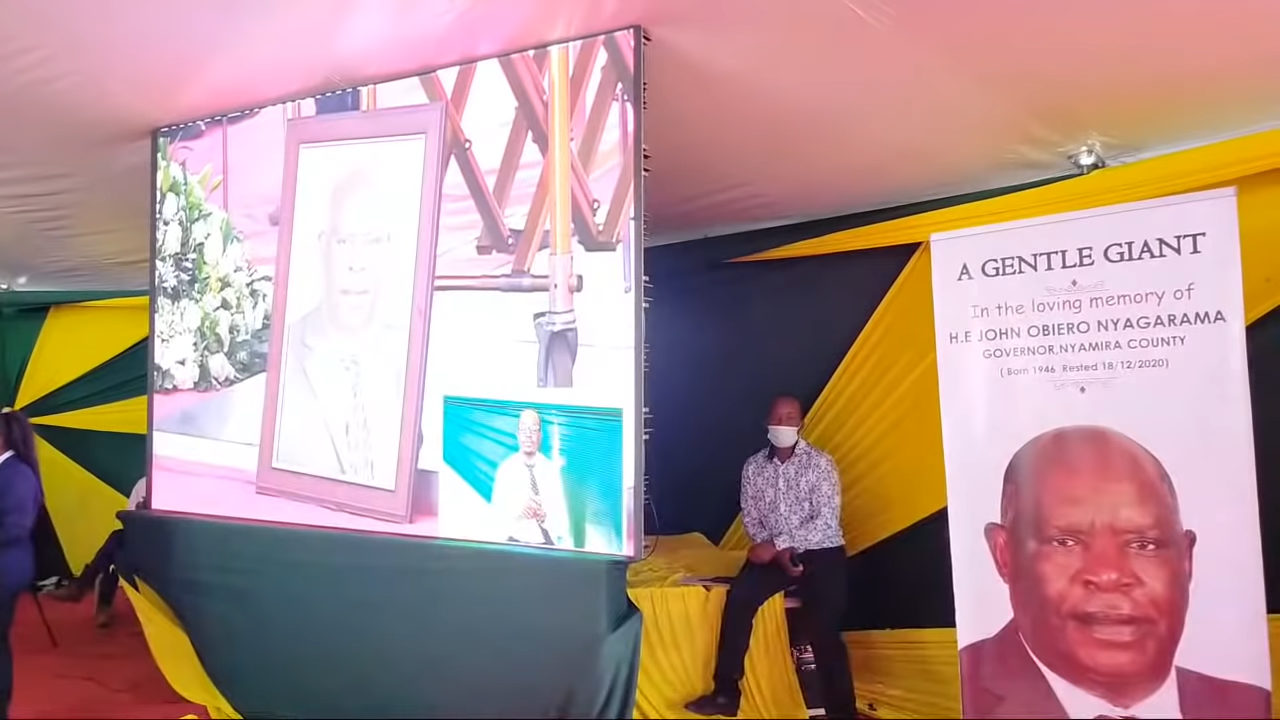 A GENTLE GIANT
In the loving memory of
H.E JOHN OBIERO NYAGARAMA
GOVERNOR,NYAMIRA COUNTY
( Born 1946 Rested 18/12/2020)